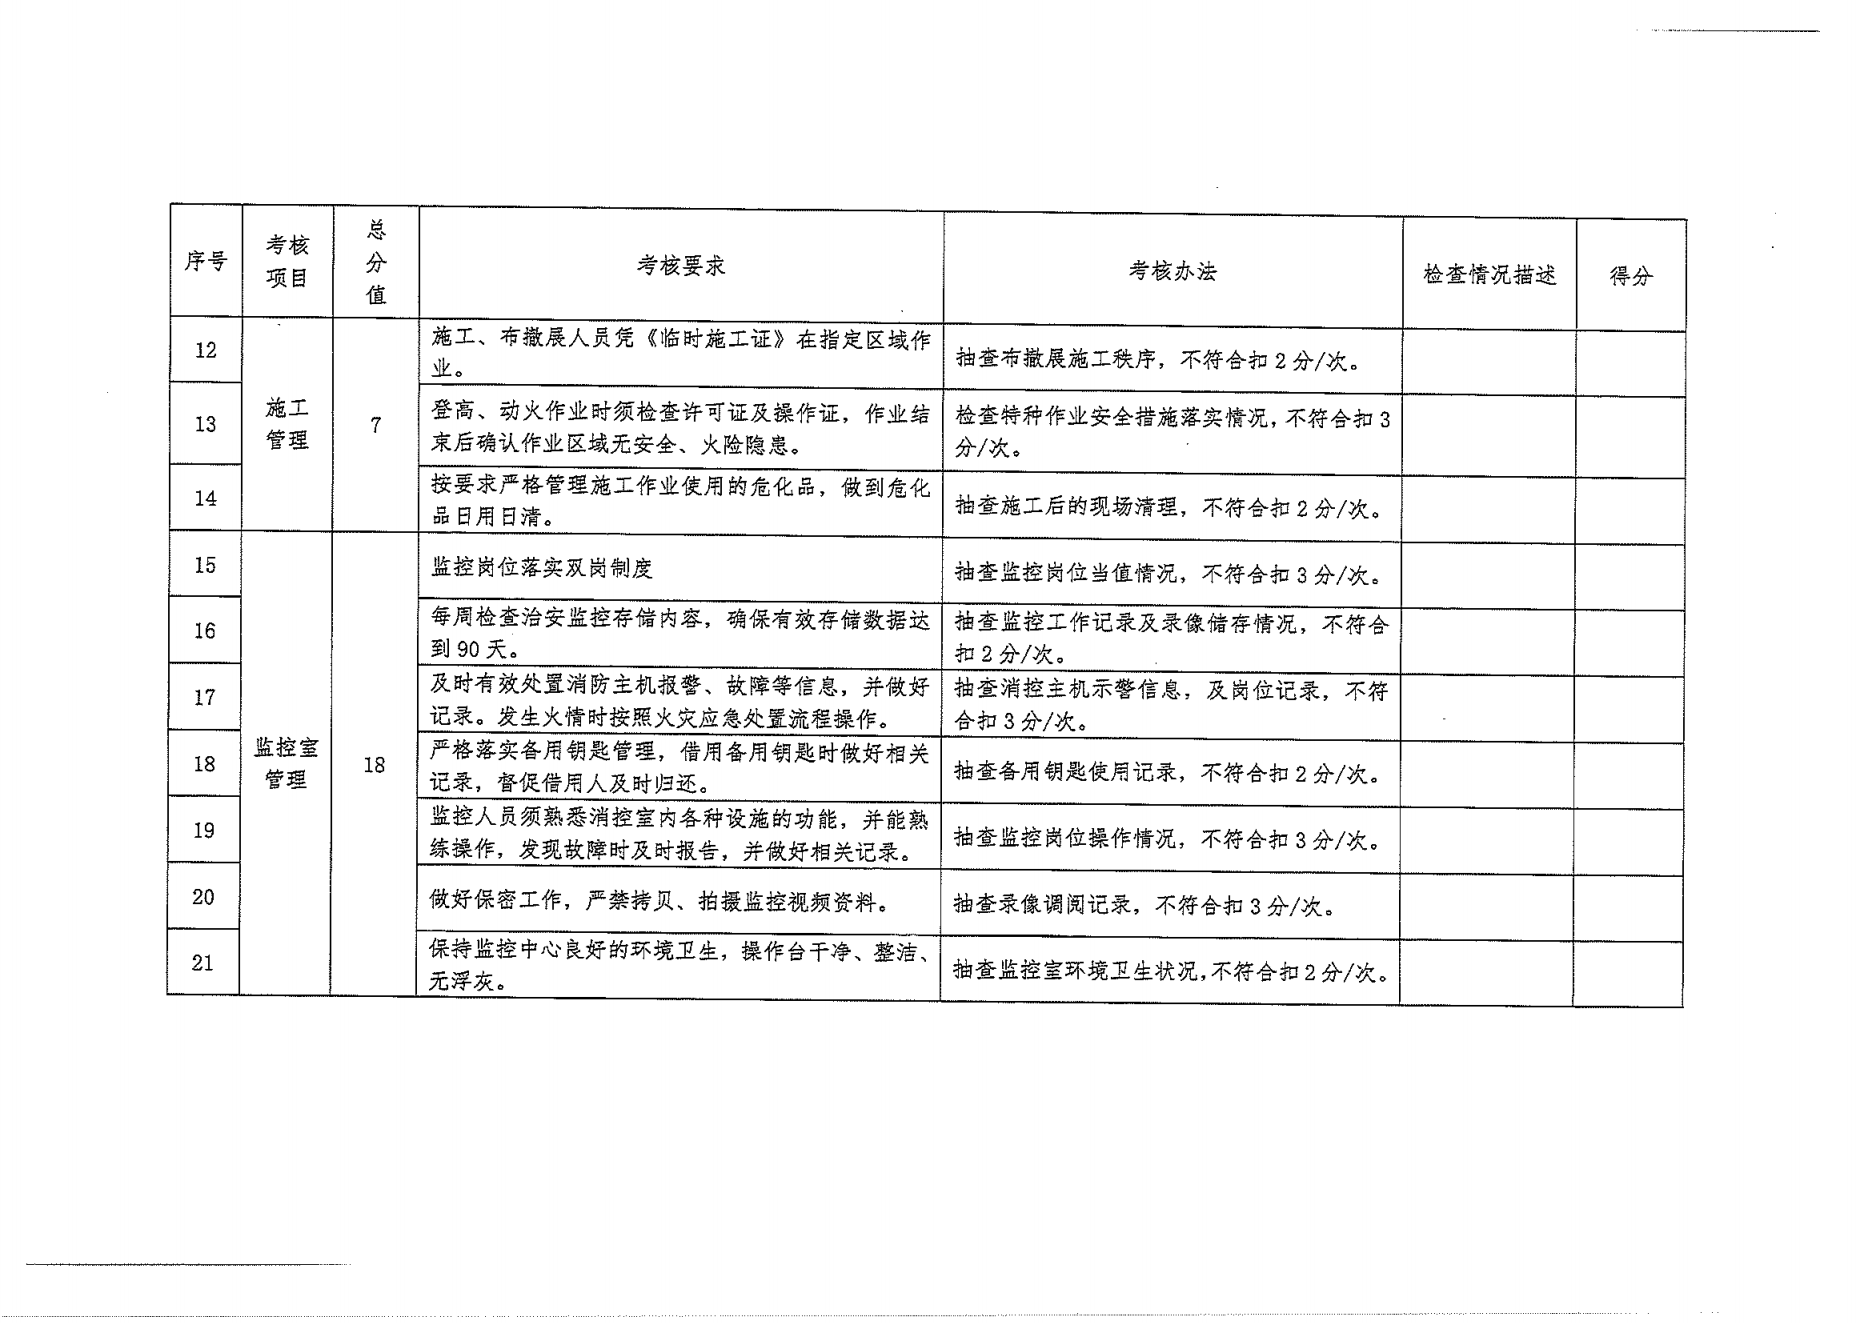 序号
考核
项目
总
分
值
考核要求
考核办法
检查情况描述
得分
12
施工、布撤展人员凭《临时施工证》在指定区域作
业。
抽查布撤展施工秩序，不符合扣 2 分/次。
施工
管理
7
13
登高、动火作业时须检查许可证及操作证，作业结
束后确认作业区域无安全、火险隐患。
检查特种作业安全措施落实情况，不符合扣 3
分/次。
14
按要求严格管理施工作业使用的危化品，做到危化
品日用日清。
抽查施工后的现场清理，不符合扣 2 分/次。
15
监控岗位落实双岗制度
抽查监控岗位当值情况，不符合扣 3 分/次。
16
每周检查治安监控存储内容，确保有效存储数据达
到 90 天。
抽查监控工作记录及录像储存情况，不符合
扣 2 分/次。
17
及时有效处置消防主机报警、故障等信息，并做好
记录。发生火情时按照火灾应急处置流程操作。
抽查消控主机示警信息，及岗位记录，不符
合扣 3 分/次。
监控室
管理
18
18
严格落实备用钥匙管理，借用备用钥匙时做好相关
记录，督促借用人及时归还。
抽查备用钥匙使用记录，不符合扣 2 分/次。
19
监控人员须熟悉消控室内各种设施的功能，并能熟
练操作，发现故障时及时报告，并做好相关记录。
抽查监控岗位操作情况，不符合扣 3 分/次。
20
做好保密工作，严禁拷贝、拍摄监控视频资料。
抽查录像调阅记录，不符合扣 3 分/次。
21
保持监控中心良好的环境卫生，操作台干净、整洁、
无浮灰。
抽查监控室环境卫生状况，不符合扣 2 分/次。